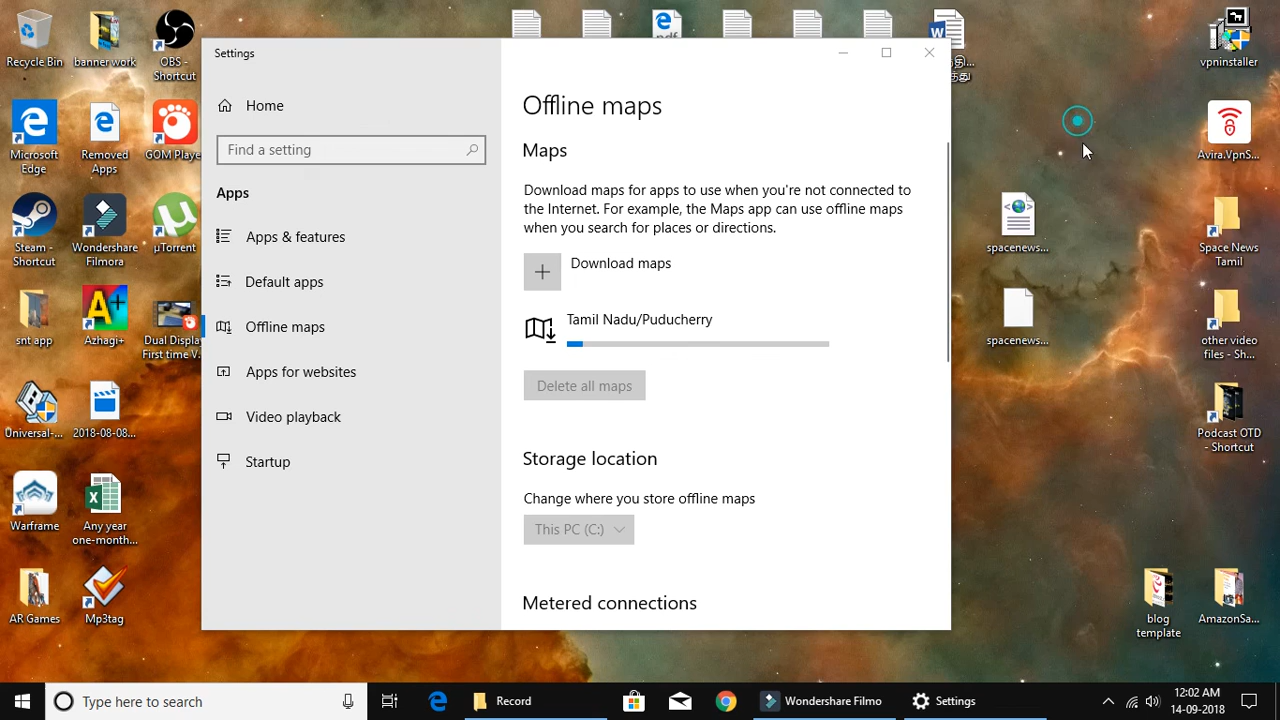 Settings
Home
Find a setting
Apps
Apps & features
Default apps
Offline maps
Apps for websites
Video playback
Startup
Offline maps
Maps
Download maps for apps to use when you're not connected to
the Internet. For example, the Maps app can use offline maps
when you search for places or directions.
Download maps
Tamil Nadu/Puducherry
Delete all maps
Storage location
Change where you store offline maps
This PC (C:)
Metered connections
Recycle Bin
banner work
OBS -
Shortcut
Microsoft
Edge
Removed
Apps
GOM Playe
Steam -
Shortcut
Wondershare
Filmora
µTorrent
snt app
Azhagi+
Dual Display
First time V...
Universal-...
2018-08-08...
Warframe
Any year
one-month...
AR Games
Mp3tag
pdf
vpninstaller
Avira.VpnS...
spacenews...
Space News
Tamil
spacenews...
other video
files - Sh...
Podcast OTD
- Shortcut
blog
template
AmazonSa...
Type here to search
Record
Wondershare Filmo
Settings
12:02 AM
14-09-2018